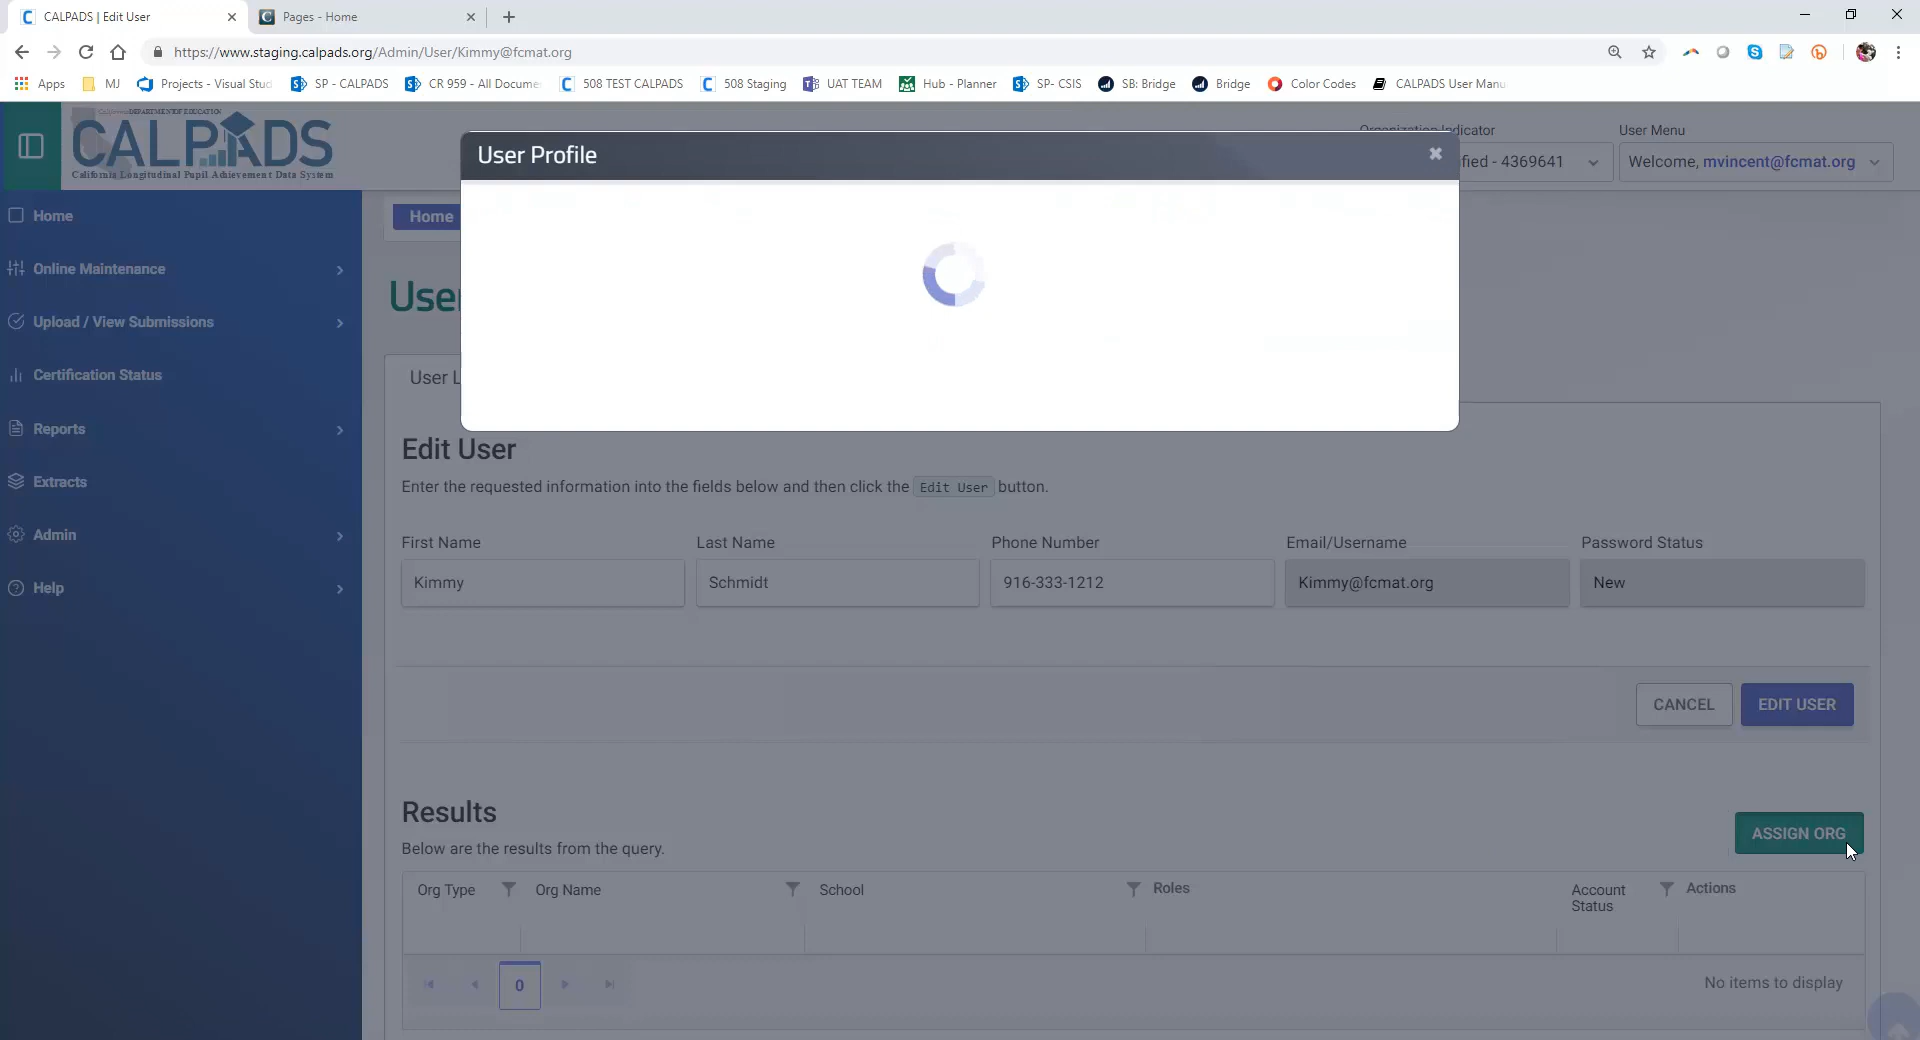 CALPADS | Edit User
Pages - Home
https://www.staging.calpads.org/Admin/User/Kimmy@fcmat.org
Apps
MJ
Projects - Visual Stud
SP - CALPADS
CR 959 - All Docume
508 TEST CALPADS
508 Staging
UAT TEAM
Hub - Planner
SP- CSIS
SB: Bridge
Bridge
Color Codes
CALPADS User Manu
California DEPARTMENT OF EDUCATION
CALPADS
California Longitudinal Pupil Achievement Data System
User Profile
Organization Indicator
fied - 4369641
User Menu
Welcome, mvincent@fcmat.org
Home
Online Maintenance
Upload / View Submissions
Certification Status
Reports
Extracts
Admin
Help
Home
User
User L
Edit User
Enter the requested information into the fields below and then click the Edit User button.
First Name
Last Name
Phone Number
Email/Username
Password Status
Kimmy
Schmidt
916-333-1212
Kimmy@fcmat.org
New
CANCEL
EDIT USER
Results
Below are the results from the query.
ASSIGN ORG
Org Type
Org Name
School
Roles
Account
Status
Actions
0
No items to display